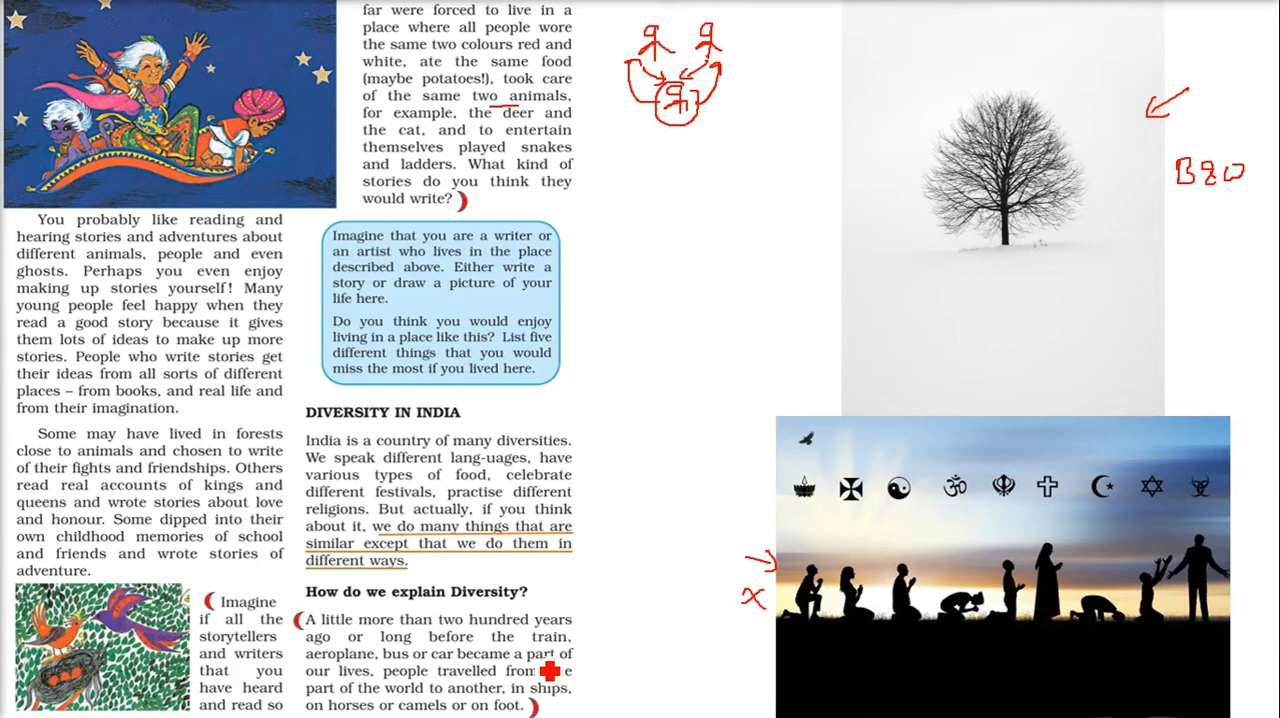 You probably like reading and
hearing stories and adventures about
different animals, people and even
ghosts. Perhaps you even enjoy
making up stories yourself! Many
young people feel happy when they
read a good story because it gives
them lots of ideas to make up more
stories. People who write stories get
their ideas from all sorts of different
places – from books, and real life and
from their imagination.
Some may have lived in forests
close to animals and chosen to write
of their fights and friendships. Others
read real accounts of kings and
queens and wrote stories about love
and honour. Some dipped into their
own childhood memories of school
and friends and wrote stories of
adventure.
Imagine
if all the
storytellers
and writers
that you
have heard
and read so
far were forced to live in a
place where all people wore
the same two colours red and
white, ate the same food
(maybe potatoes!), took care
of the same two animals,
for example, the deer and
the cat, and to entertain
themselves played snakes
and ladders. What kind of
stories do you think they
would write?
Imagine that you are a writer or
an artist who lives in the place
described above. Either write a
story or draw a picture of your
life here.
Do you think you would enjoy
living in a place like this? List five
different things that you would
miss the most if you lived here.
DIVERSITY IN INDIA
India is a country of many diversities.
We speak different lang-uages, have
various types of food, celebrate
different festivals, practise different
religions. But actually, if you think
about it, we do many things that are
similar except that we do them in
different ways.
How do we explain Diversity?
A little more than two hundred years
ago or long before the train,
aeroplane, bus or car became a part of
our lives, people travelled from
part of the world to another, in ships,
on horses or camels or on foot.
x